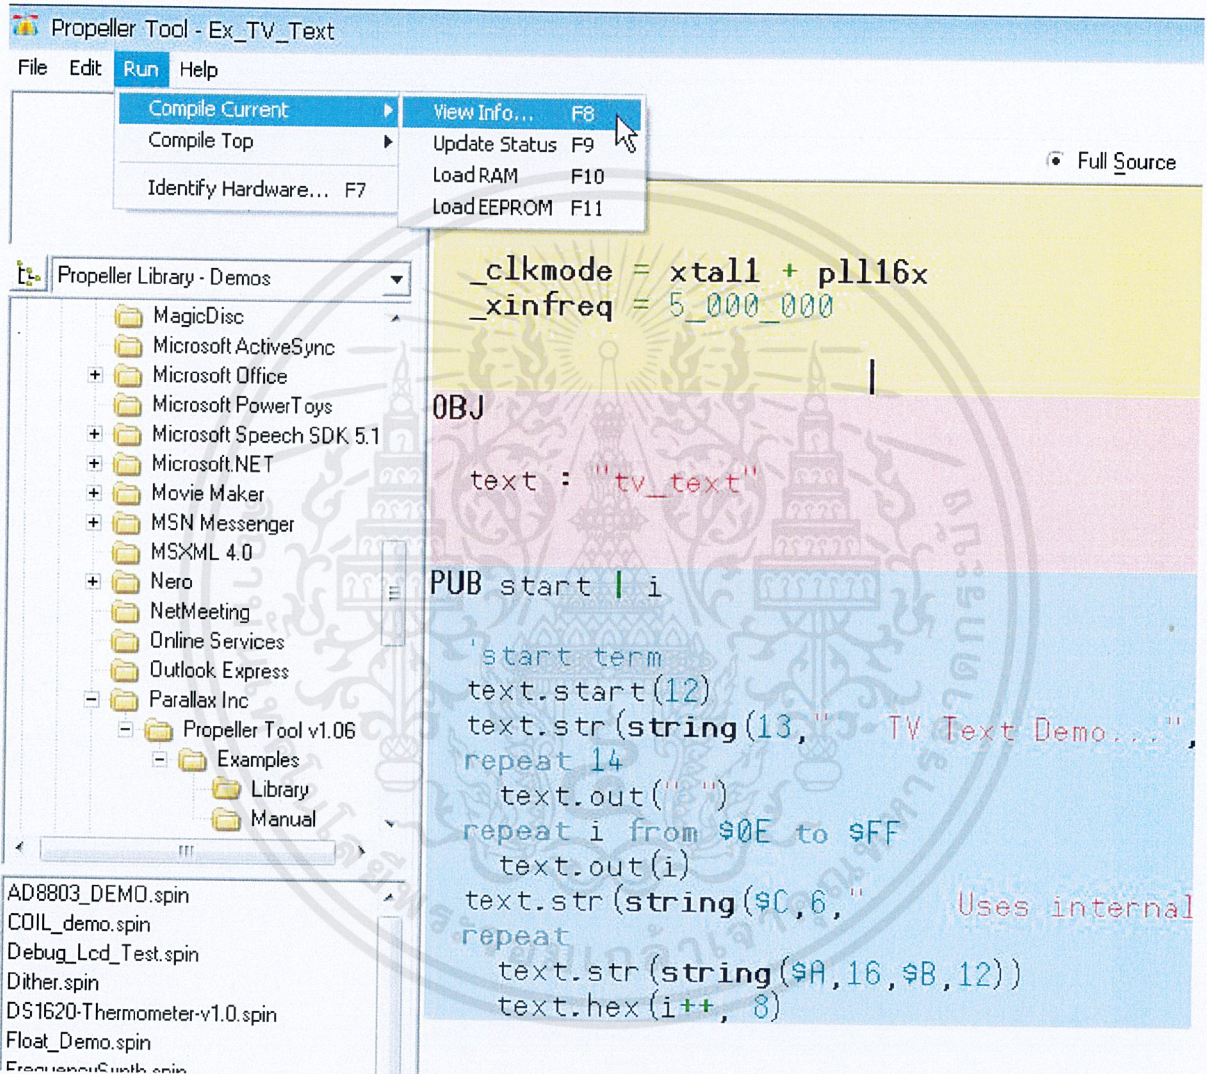 Propeller Tool - Ex_TV_Text
File Edit Run Help
Compile Current
Compile Top
Identify Hardware... F7
View Info... F8
Update Status F9
Load RAM F10
Load EEPROM F11
Full Source
Propeller Library - Demos
MagicDisc
Microsoft ActiveSync
Microsoft Office
Microsoft PowerToys
Microsoft Speech SDK 5.1
Microsoft.NET
Movie Maker
MSN Messenger
MSXML 4.0
Nero
NetMeeting
Online Services
Outlook Express
Parallax Inc
Propeller Tool v1.06
Examples
Library
Manual
AD8803_DEMO.spin
COIL_demo.spin
Debug_Lcd_Test.spin
Dither.spin
DS1620-Thermometer-v1.0.spin
Float_Demo.spin
FrequencySynth.spin
_clkmode = xtal1 + pll16x
_xinfreq = 5_000_000
OBJ
text : "tv_text"
PUB start | i
'start term
text.start(12)
text.str(string(13,"   TV Text Demo...",
repeat 14
text.out(" ")
repeat i from $0E to $FF
text.out(i)
text.str(string($C,6,"     Uses internal
repeat
text.str(string($A,16,$B,12))
text.hex(i++, 8)